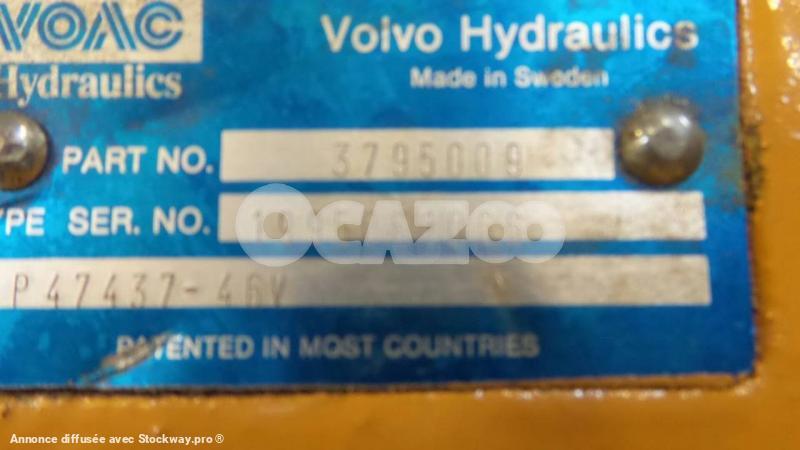 VOAC
Hydraulics
Volvo Hydraulics
Made in Sweden
PART NO. 3795009
TYPE SER. NO.
OCAZOO
P47437-46V
PATENTED IN MOST COUNTRIES
Annonce diffusée avec Stockway.pro®